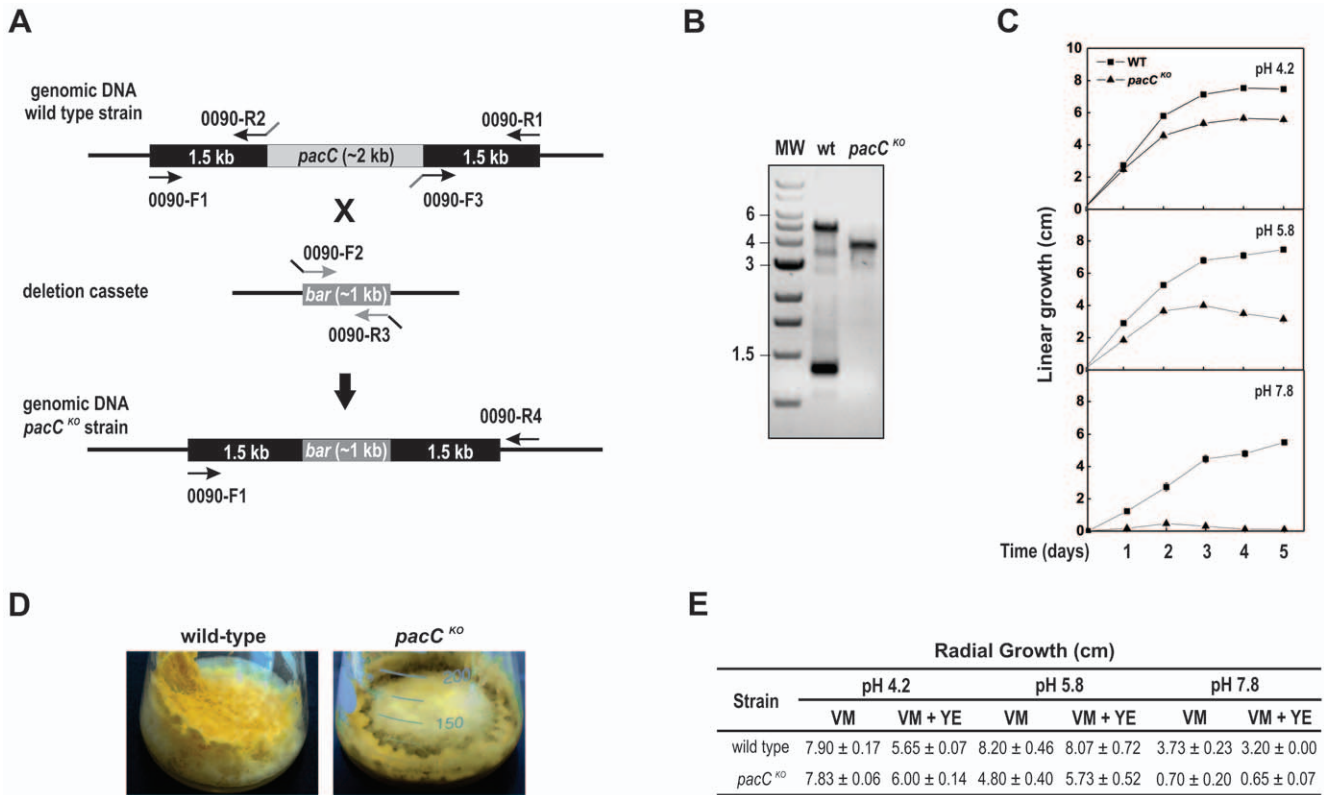 A
genomic DNA
wild type strain
0090-R2
0090-R1
1.5 kb
pacC (~2 kb)
1.5 kb
0090-F1
0090-F3
X
0090-F2
deletion cassete
bar (~1 kb)
0090-R3
genomic DNA
pacC KO strain
0090-R4
1.5 kb
bar (~1 kb)
1.5 kb
0090-F1
B
MW wt pacC KO
6
4
3
1.5
C
10
8
6
4
2
0
WT
pacC KO
pH 4.2
8
6
4
2
0
pH 5.8
8
6
4
2
0
pH 7.8
Linear growth (cm)
Time (days) 1 2 3 4 5
D
wild-type
pacC KO
200
150
E
Radial Growth (cm)
Strain pH 4.2 pH 5.8 pH 7.8
VM VM + YE VM VM + YE VM VM + YE
wild type 7.90 ± 0.17 5.65 ± 0.07 8.20 ± 0.46 8.07 ± 0.72 3.73 ± 0.23 3.20 ± 0.00
pacC KO 7.83 ± 0.06 6.00 ± 0.14 4.80 ± 0.40 5.73 ± 0.52 0.70 ± 0.20 0.65 ± 0.07